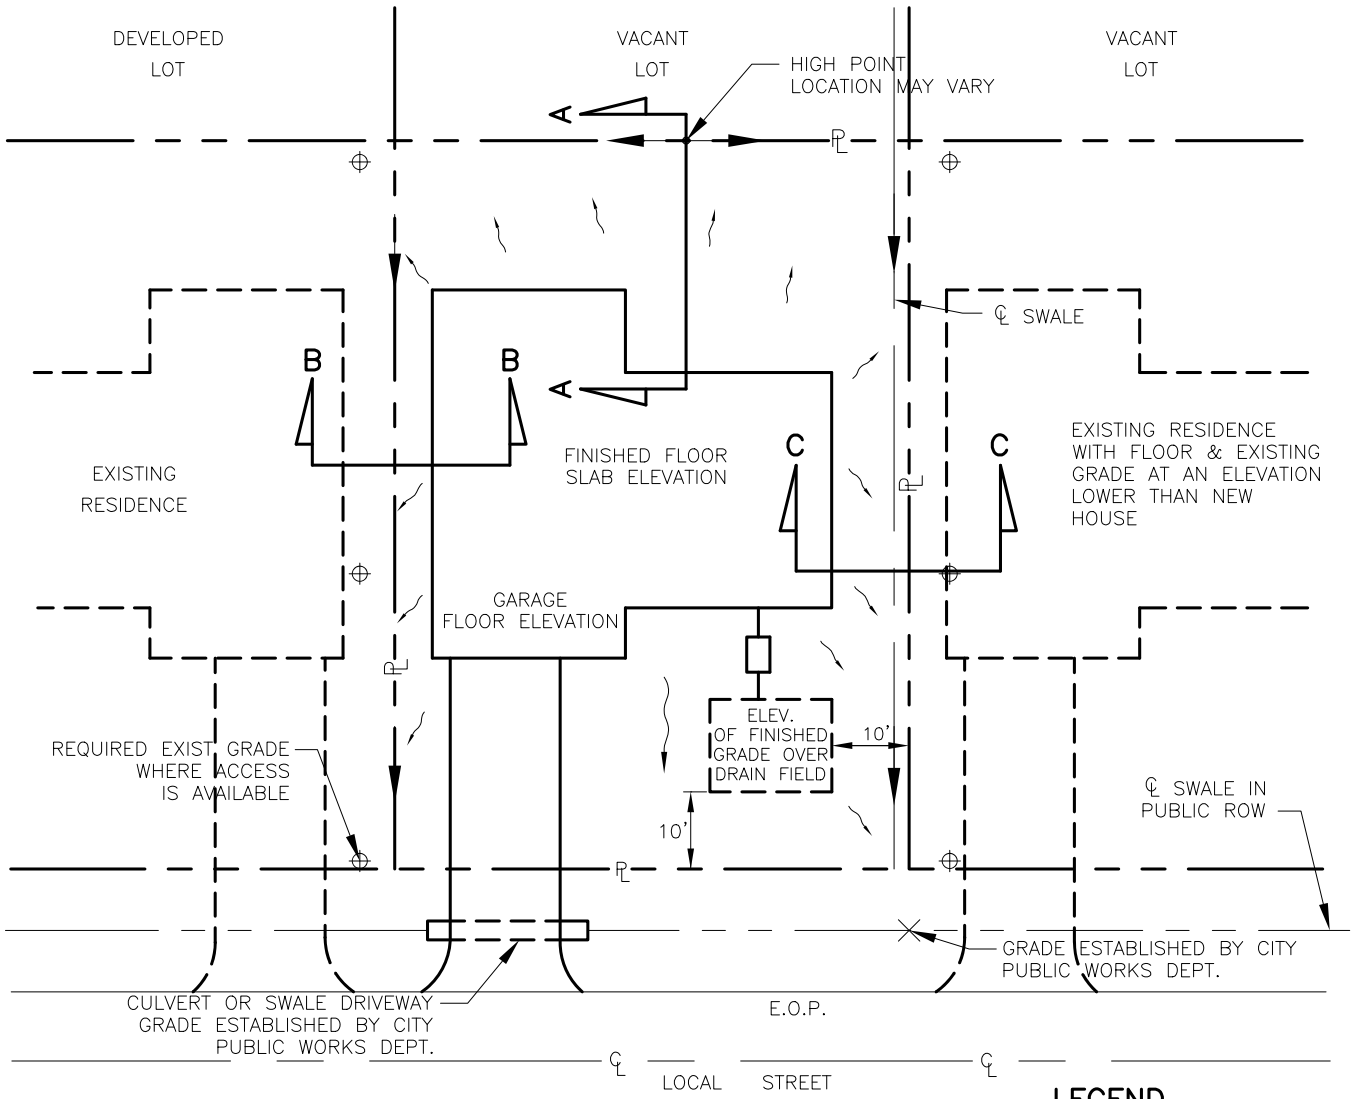 DEVELOPED
LOT
VACANT
LOT
VACANT
LOT
HIGH POINT
LOCATION MAY VARY
A
PL
℄ SWALE
B
B
A
C
C
FINISHED FLOOR
SLAB ELEVATION
EXISTING
RESIDENCE
EXISTING RESIDENCE
WITH FLOOR & EXISTING
GRADE AT AN ELEVATION
LOWER THAN NEW
HOUSE
PL
GARAGE
FLOOR ELEVATION
PL
ELEV.
OF FINISHED
GRADE OVER
DRAIN FIELD
10'
10'
REQUIRED EXIST GRADE
WHERE ACCESS
IS AVAILABLE
℄ SWALE IN
PUBLIC ROW
PL
GRADE ESTABLISHED BY CITY
PUBLIC WORKS DEPT.
CULVERT OR SWALE DRIVEWAY
GRADE ESTABLISHED BY CITY
PUBLIC WORKS DEPT.
E.O.P.
℄
℄
LOCAL STREET
LEGEND